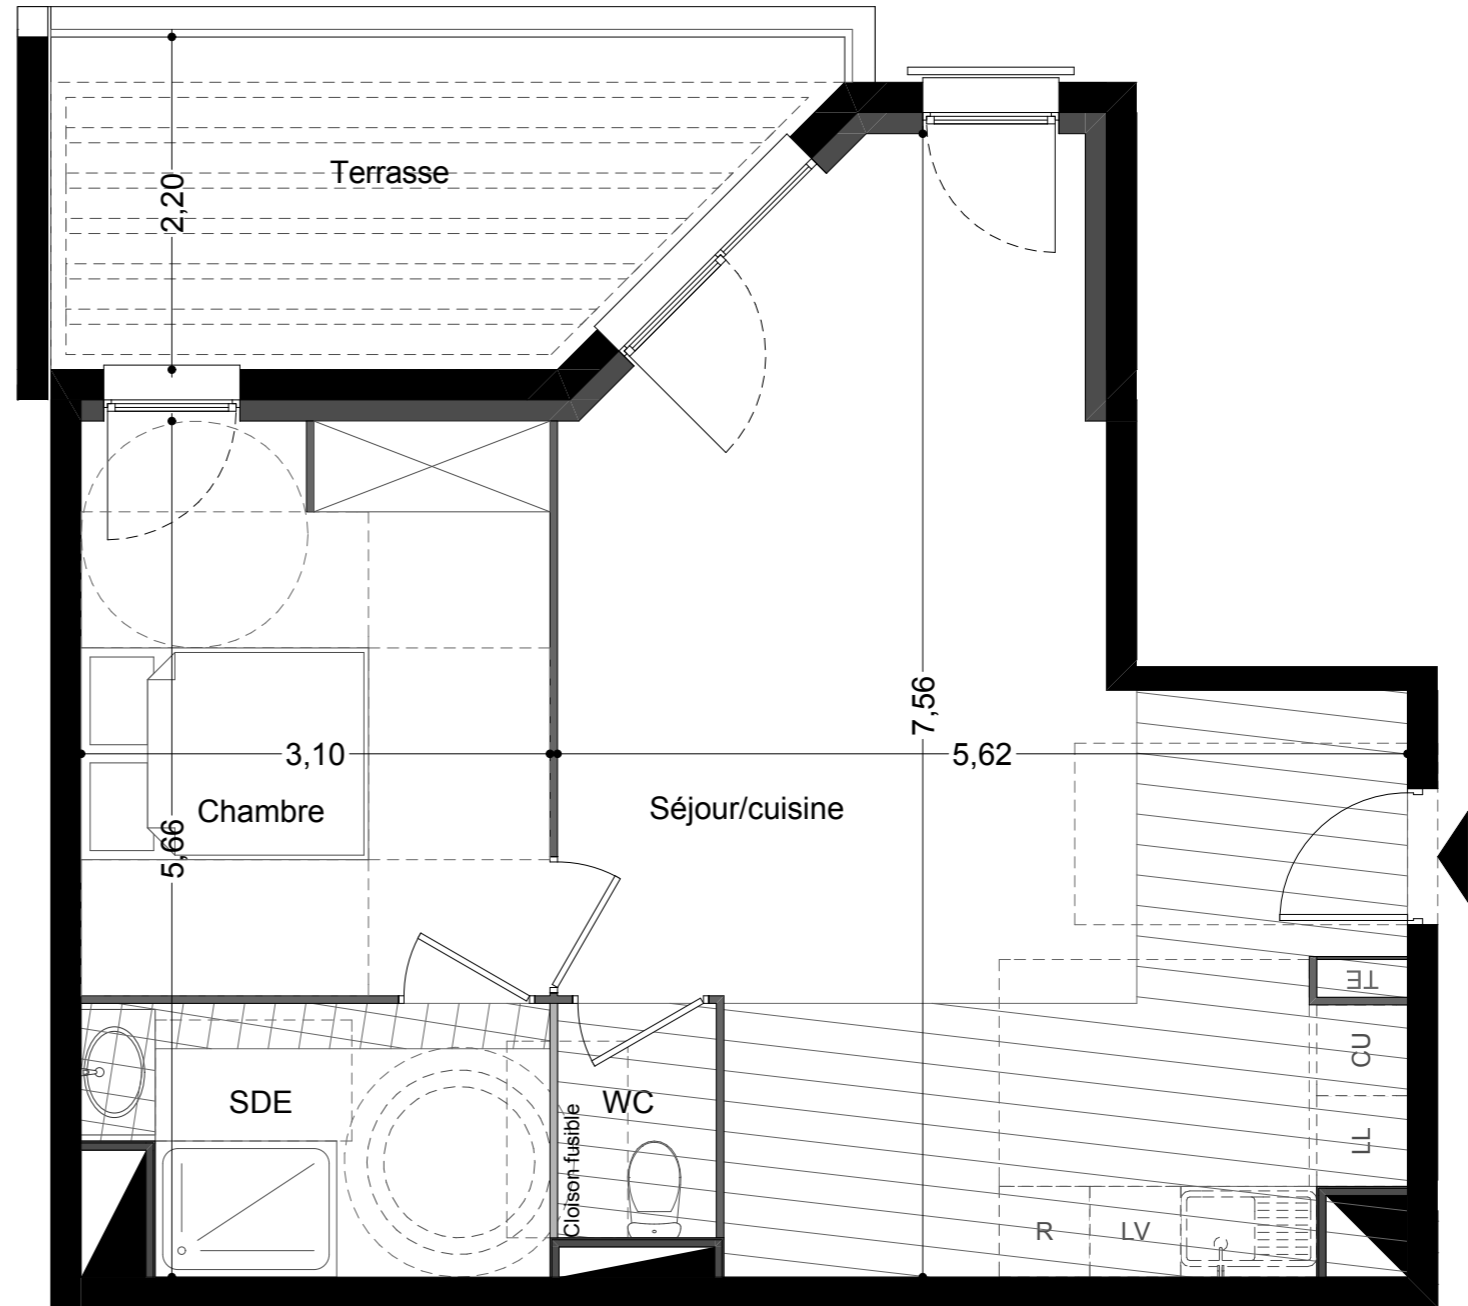 Terrasse
2,20
7,56
3,10
5,62
Chambre
Séjour/cuisine
5,66
TE
CU
SDE
WC
Cloison fusible
LL
R
LV